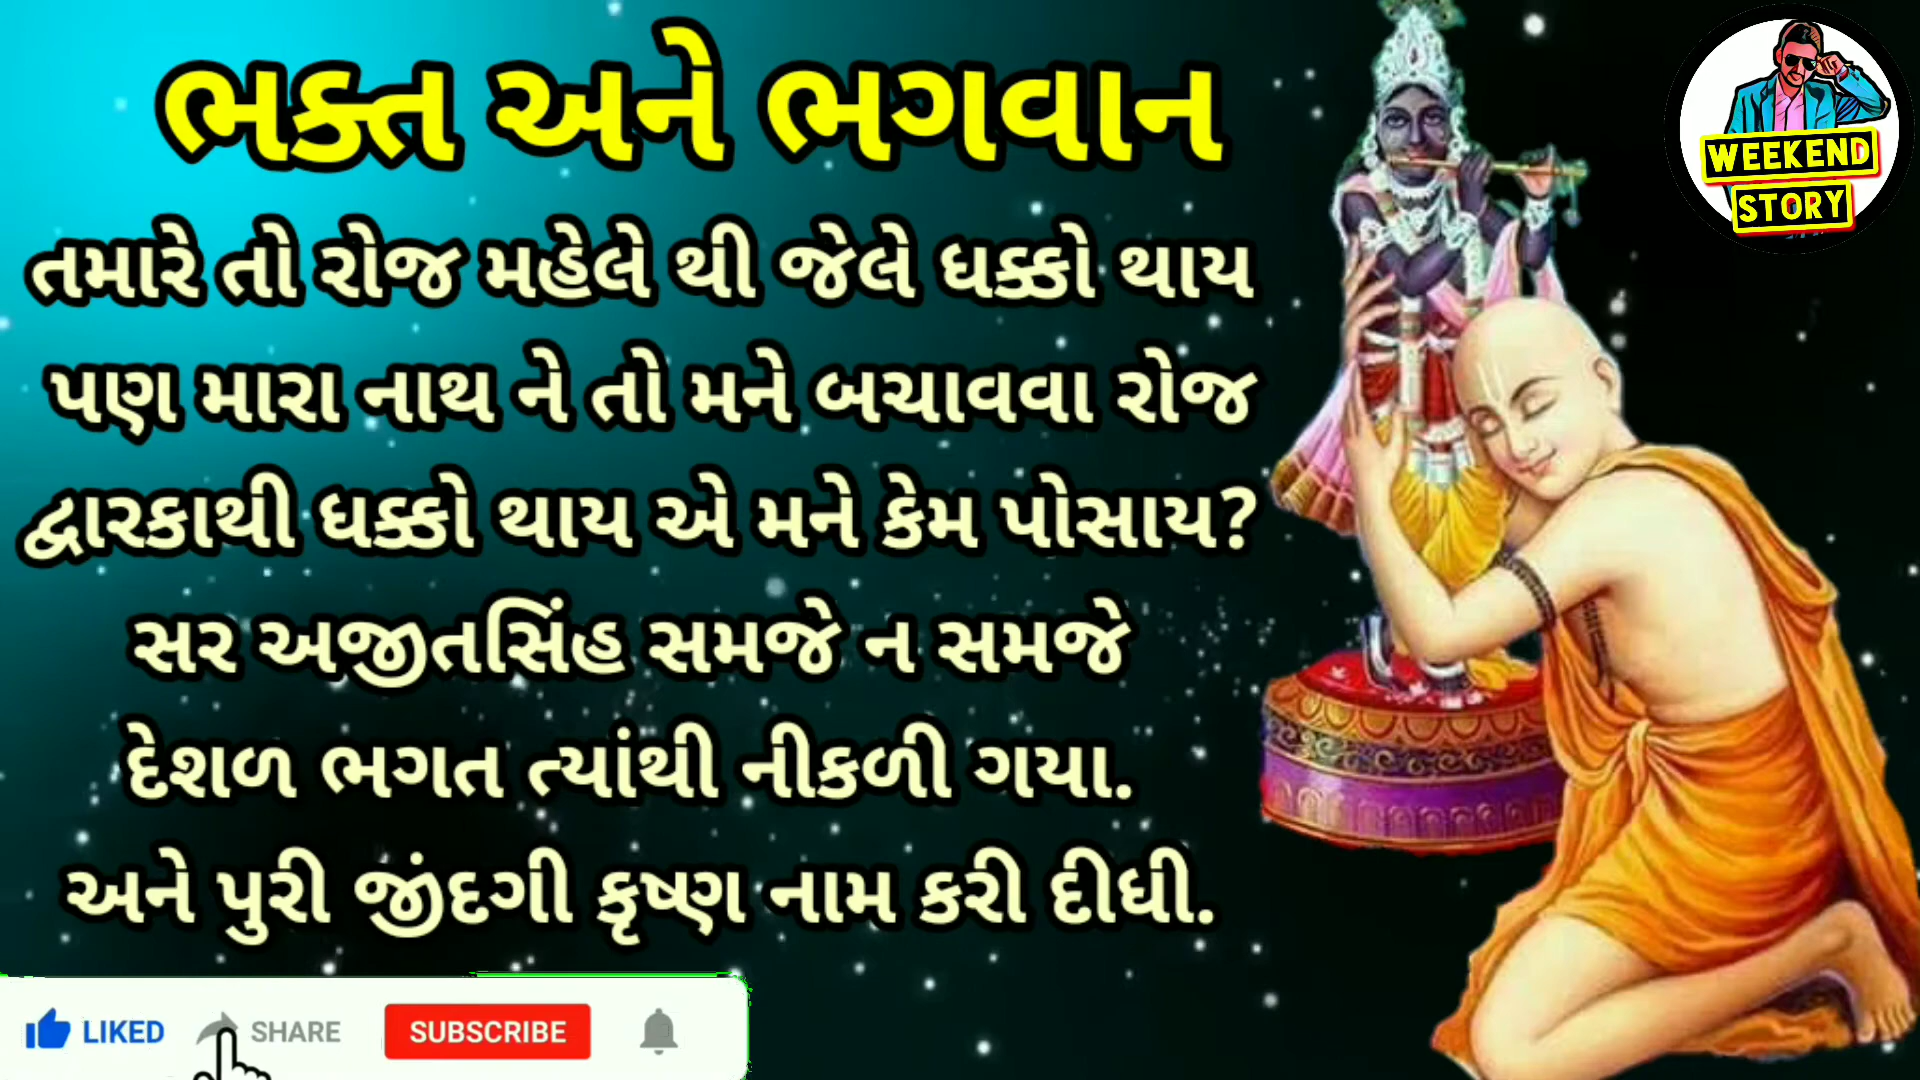 ભક્ત અને ભગવાન
WEEKEND
STORY
તમારે તો રોજ મહેલે થી જેલે ધક્કો થાય
પણ મારા નાથ ને તો મને બચાવવા રોજ
દ્વારકાથી ધક્કો થાય એ મને કેમ પોસાય?
સર અજીતસિંહ સમજે ન સમજે
દેશળ ભગત ત્યાંથી નીકળી ગયા.
અને પુરી જીંદગી કૃષ્ણ નામ કરી દીધી.
LIKED SHARE SUBSCRIBE